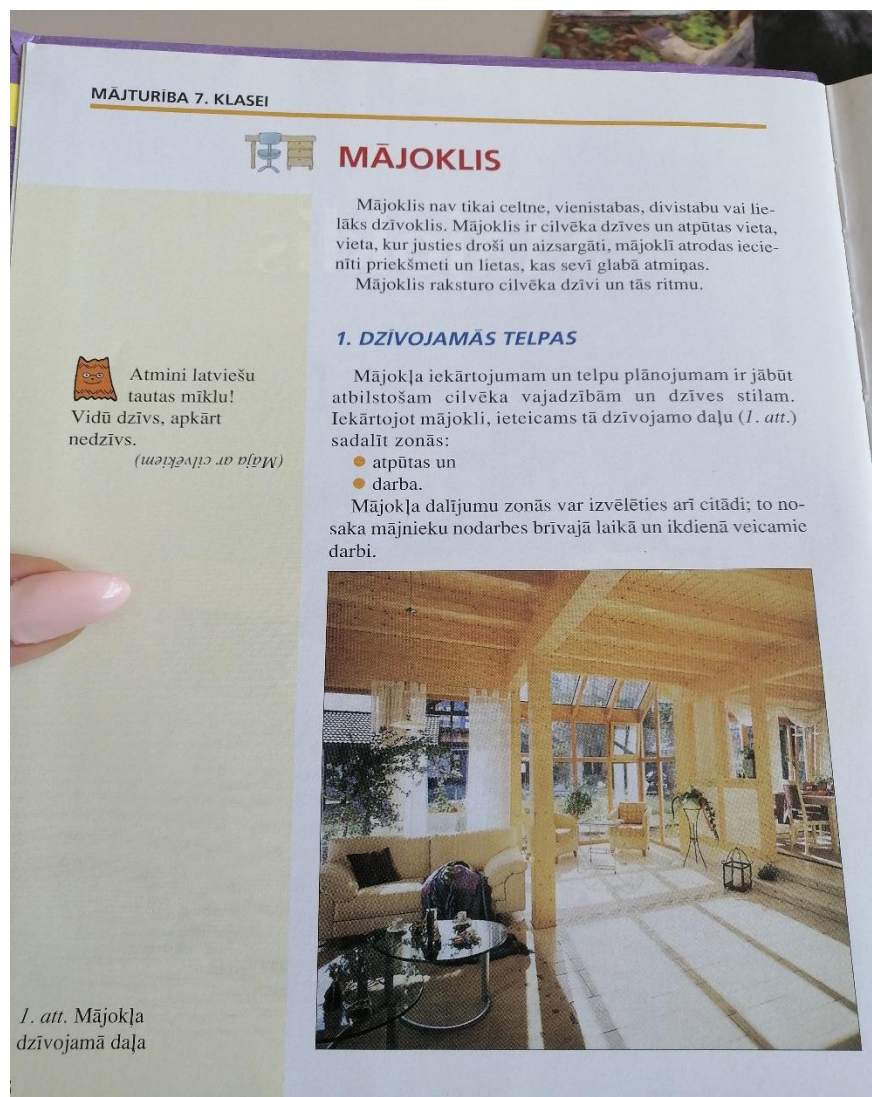 MĀJTURĪBA 7. KLASEI
MĀJOKLIS
Mājoklis nav tikai celtne, vienistabas, divistabu vai lie-
lāks dzīvoklis. Mājoklis ir cilvēka dzīves un atpūtas vieta,
vieta, kur justies droši un aizsargāti, mājoklī atrodas iecie-
nīti priekšmeti un lietas, kas sevī glabā atmiņas.
Mājoklis raksturo cilvēka dzīvi un tās ritmu.
1. DZĪVOJAMĀS TELPAS
Mājokļa iekārtojumam un telpu plānojumam ir jābūt
atbilstošam cilvēka vajadzībām un dzīves stilam.
Iekārtojot mājokli, ieteicams tā dzīvojamo daļu (1. att.)
sadalīt zonās:
● atpūtas un
● darba.
Mājokļa dalījumu zonās var izvēlēties arī citādi; to no-
saka mājnieku nodarbes brīvajā laikā un ikdienā veicamie
darbi.
Atmini latviešu
tautas mīklu!
Vidū dzīvs, apkārt
nedzīvs.
(Māja ar cilvēkiem)
1. att. Mājokļa
dzīvojamā daļa